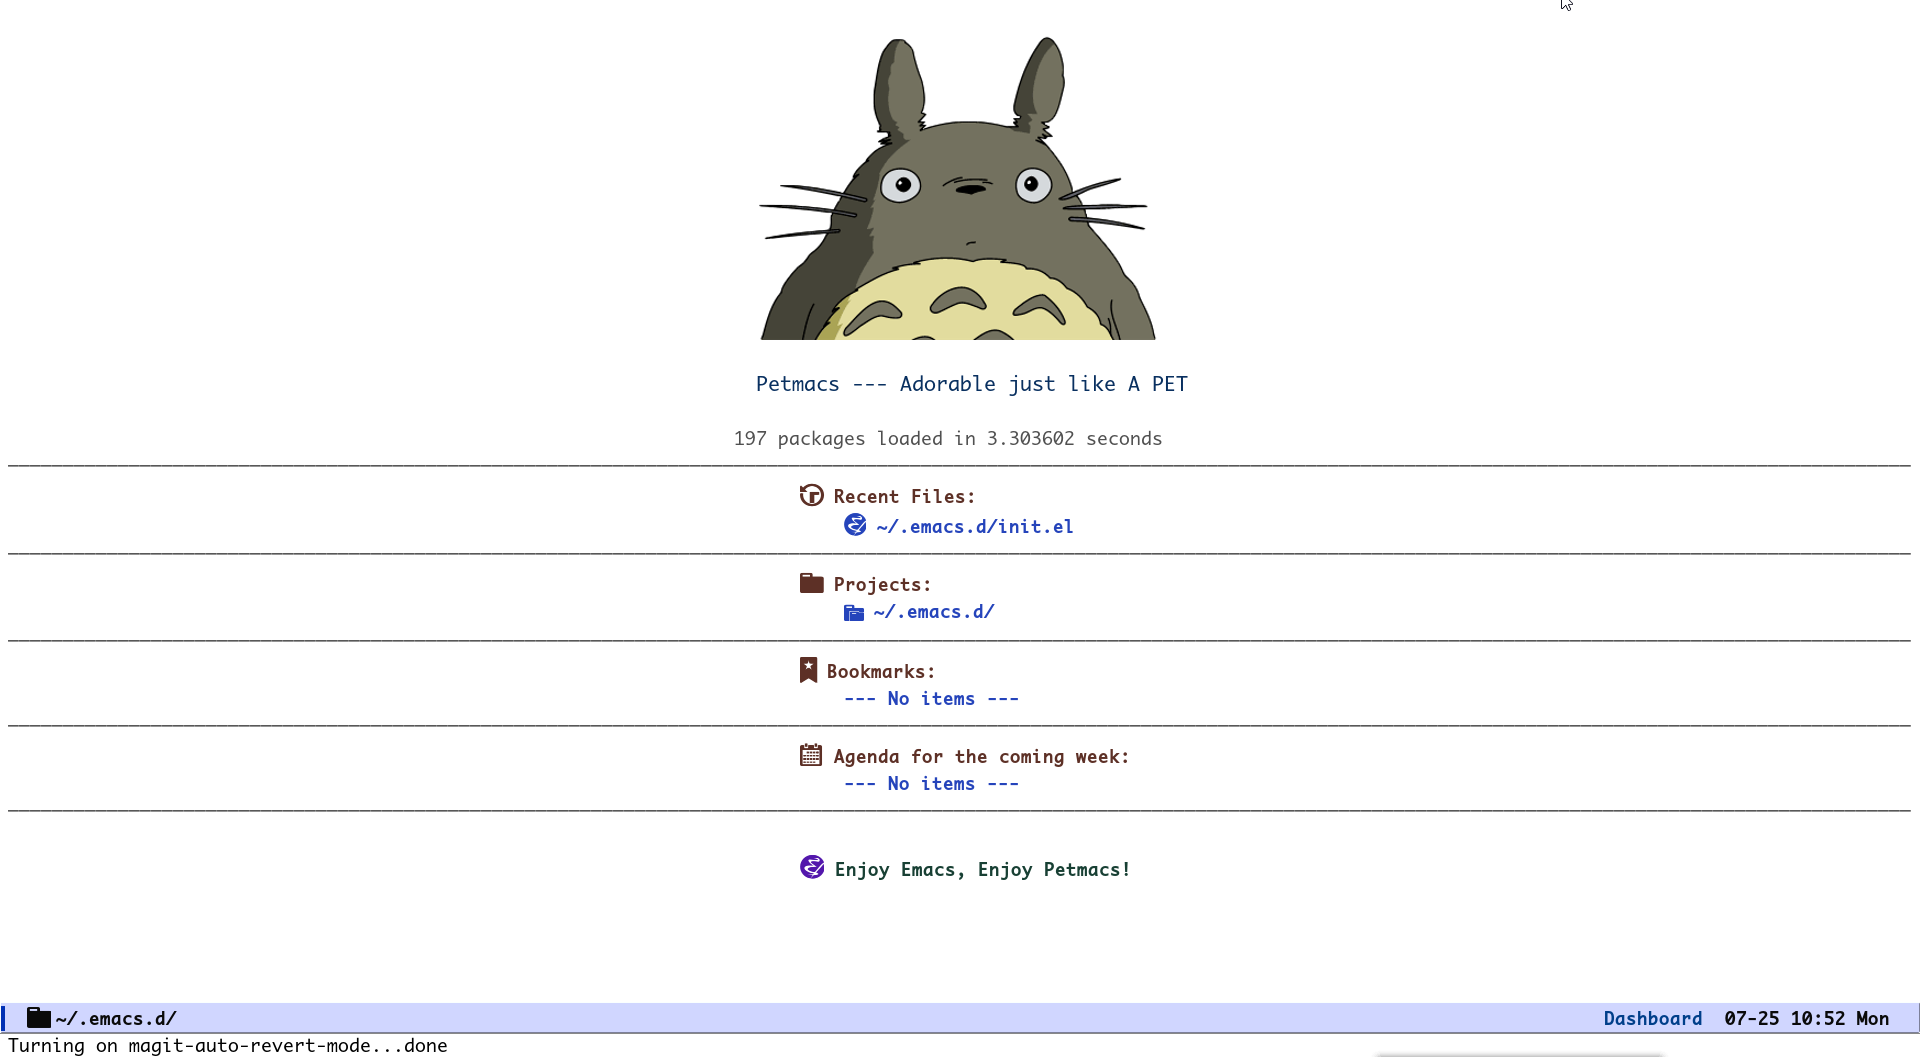 Petmacs --- Adorable just like A PET
197 packages loaded in 3.303602 seconds
Recent Files:
~/.emacs.d/init.el
Projects:
~/.emacs.d/
Bookmarks:
--- No items ---
Agenda for the coming week:
--- No items ---
Enjoy Emacs, Enjoy Petmacs!
~/.emacs.d/ Dashboard 07-25 10:52 Mon
Turning on magit-auto-revert-mode...done